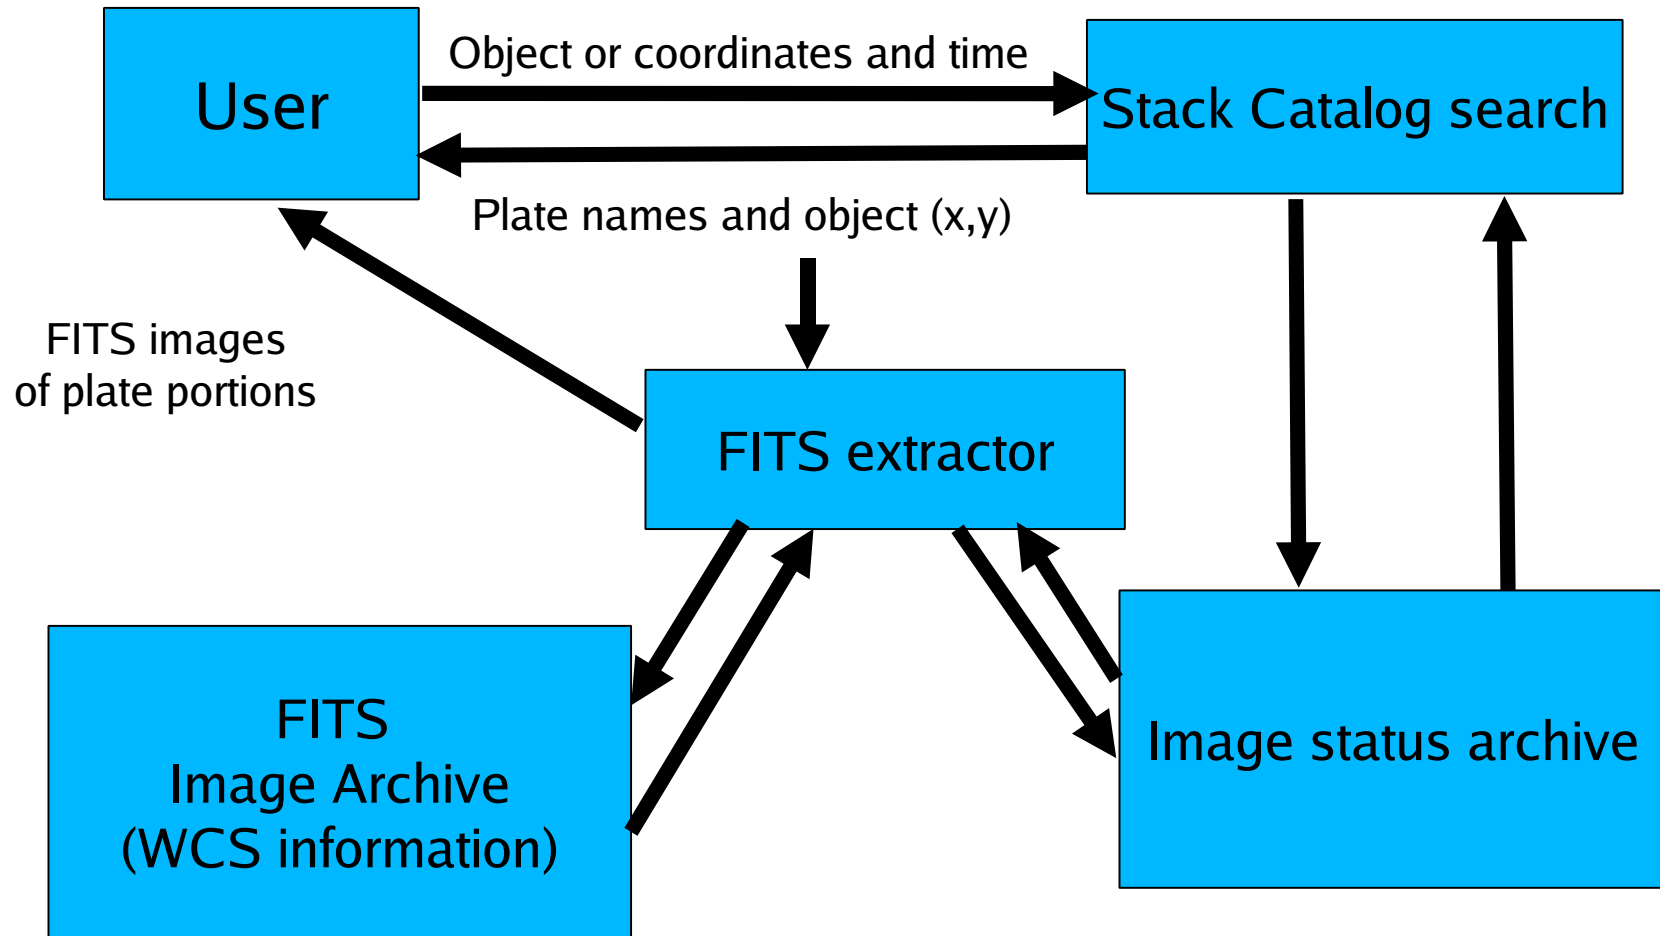 User
Object or coordinates and time
Stack Catalog search
Plate names and object (x,y)
FITS images
of plate portions
FITS extractor
FITS
Image Archive
(WCS information)
Image status archive